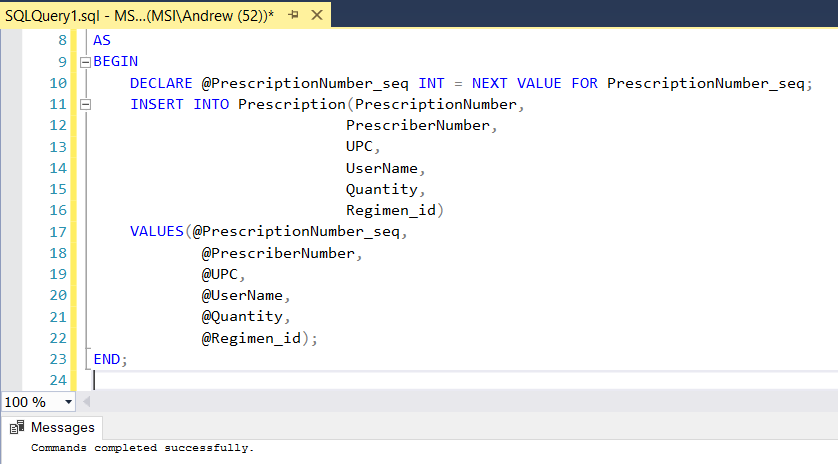 SQLQuery1.sql - MS...(MSI\Andrew (52))*
8 AS
9 BEGIN
10 DECLARE @PrescriptionNumber_seq INT = NEXT VALUE FOR PrescriptionNumber_seq;
11 INSERT INTO Prescription(PrescriptionNumber,
12 PrescriberNumber,
13 UPC,
14 UserName,
15 Quantity,
16 Regimen_id)
17 VALUES(@PrescriptionNumber_seq,
18 @PrescriberNumber,
19 @UPC,
20 @UserName,
21 @Quantity,
22 @Regimen_id);
23 END;
24
100 %
Messages
Commands completed successfully.